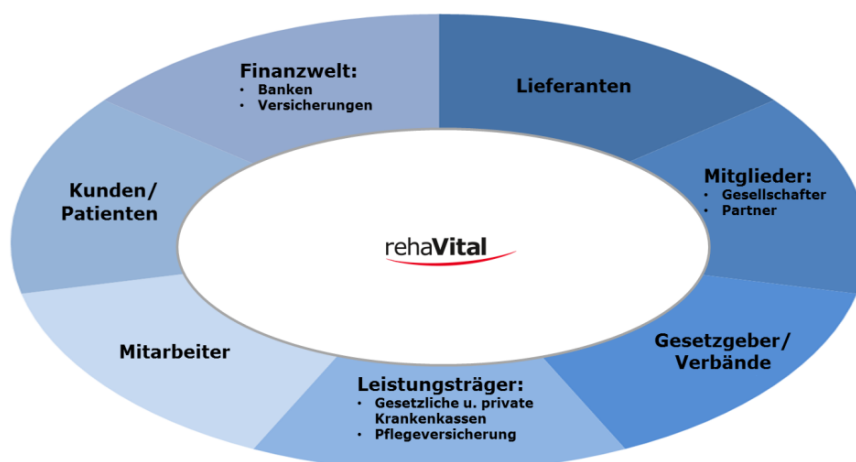 Finanzwelt:
• Banken
• Versicherungen
Lieferanten
Mitglieder:
• Gesellschafter
• Partner
Gesetzgeber/
Verbände
Leistungsträger:
• Gesetzliche u. private
Krankenkassen
• Pflegeversicherung
Mitarbeiter
Kunden/
Patienten
rehaVital